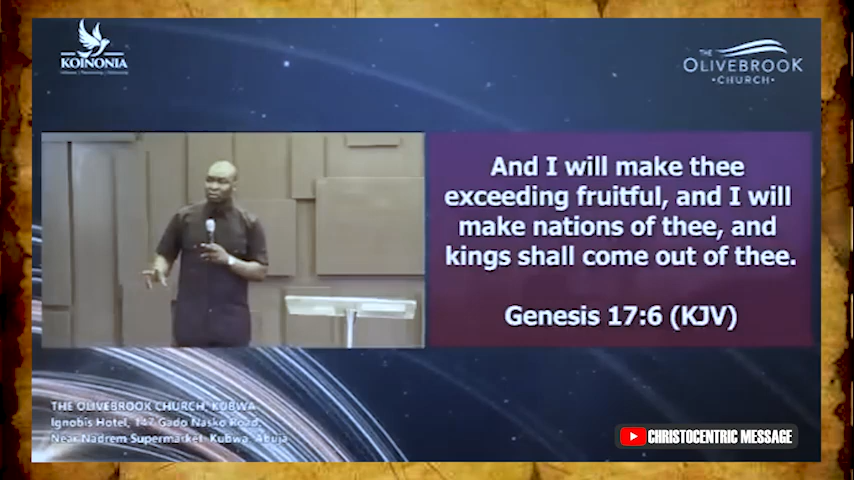 KOINONIA
THE
OLIVEBROOK
•CHURCH•
And I will make thee
exceeding fruitful, and I will
make nations of thee, and
kings shall come out of thee.
Genesis 17:6 (KJV)
THE OLIVEBROOK CHURCH, KUBWA
Ignobis Hotel, 147 Gado Nasko Road,
Near Nadrem Supermarket, Kubwa, Abuja
CHRISTOCENTRIC MESSAGE